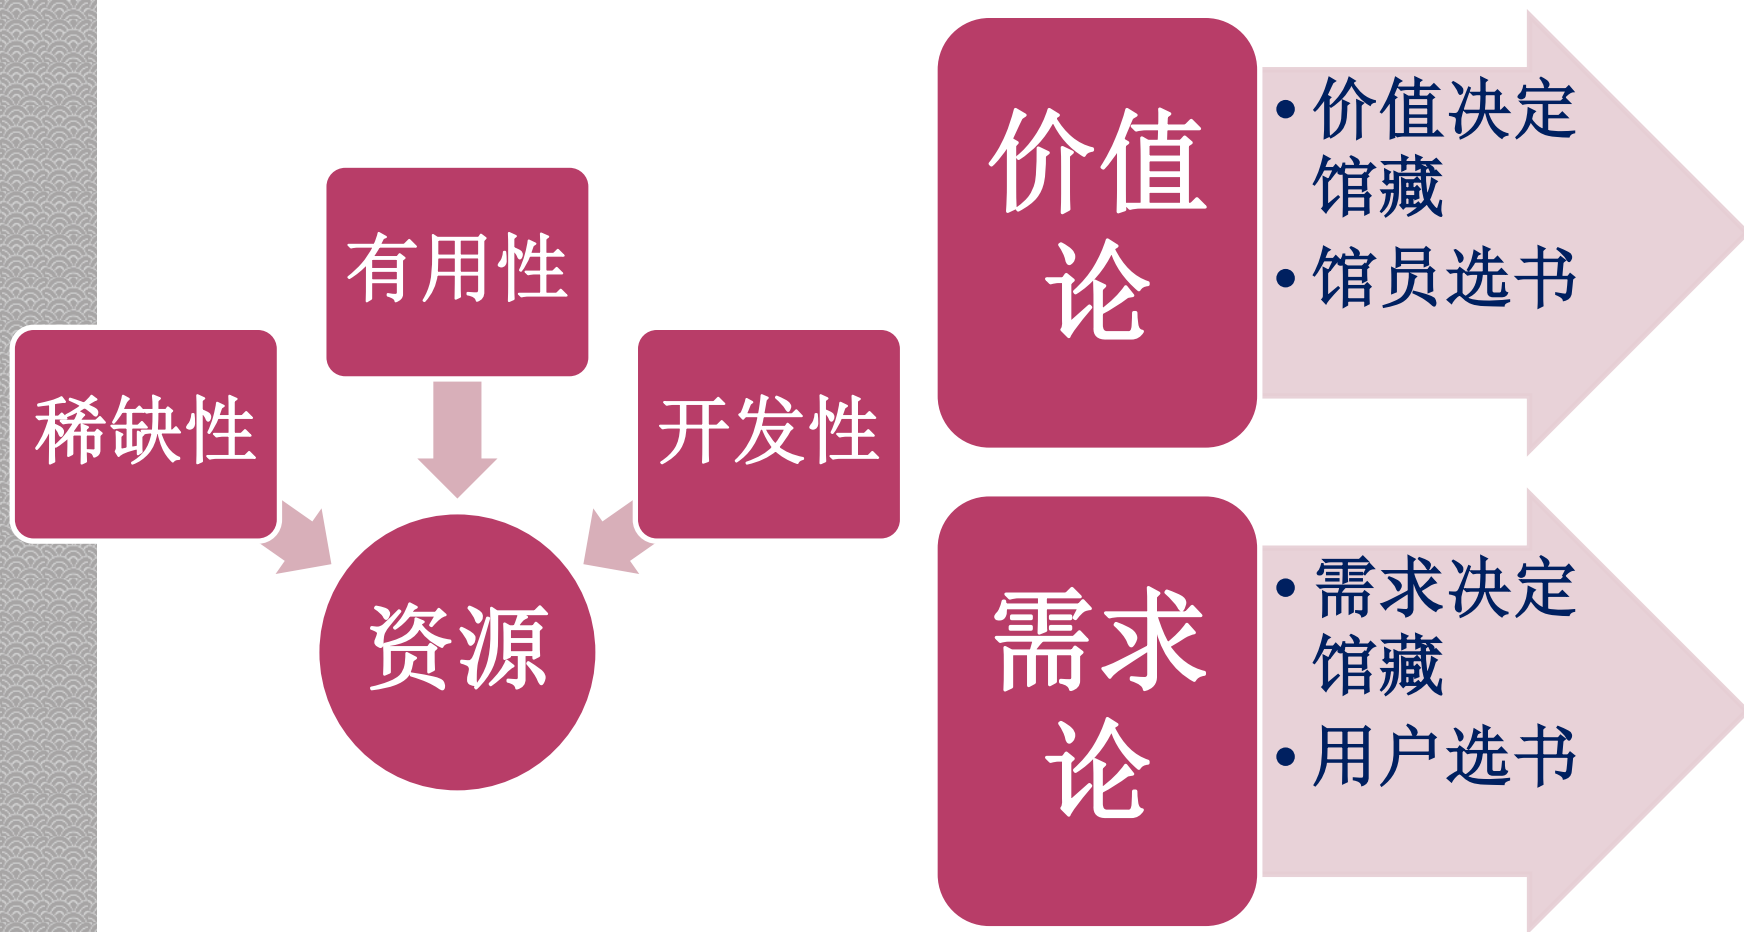 有用性
稀缺性
开发性
资源
价值
论
• 价值决定
馆藏
• 馆员选书
需求
论
• 需求决定
馆藏
• 用户选书